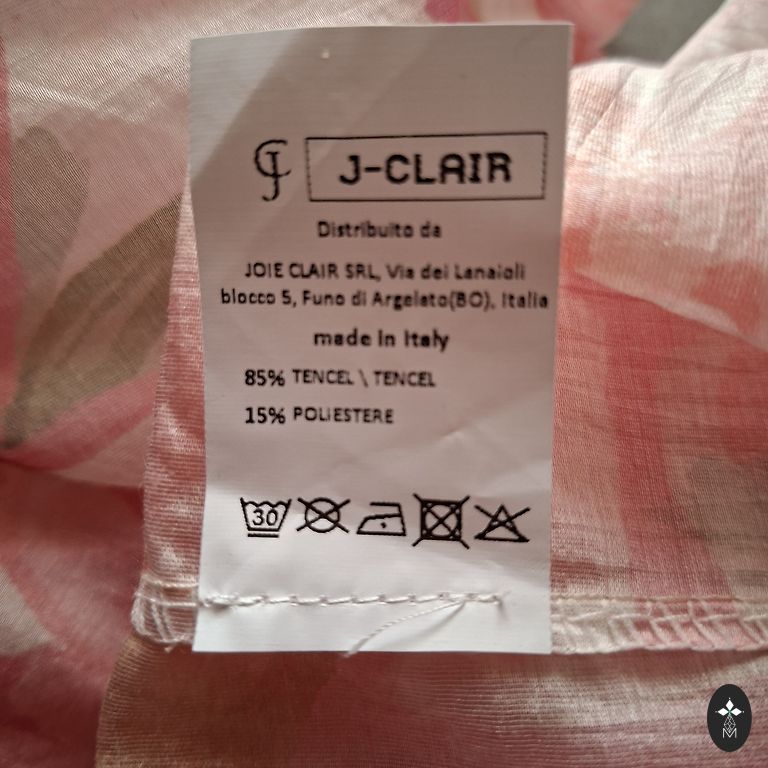 J-CLAIR
Distribuito da
JOIE CLAIR SRL, Via dei Lanaioli
blocco 5, Funo di Argelato(BO), Italia
made in Italy
85% TENCEL \ TENCEL
15% POLIESTERE
30
M